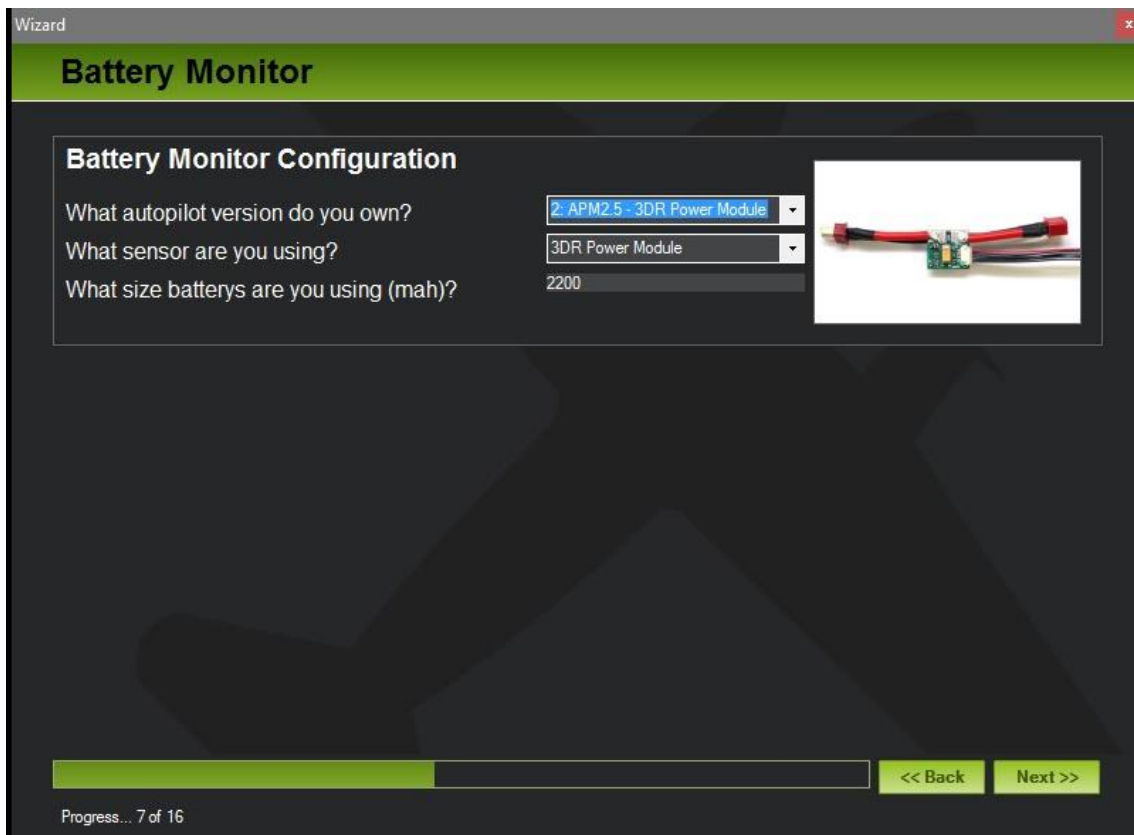 Wizard
x
Battery Monitor
Battery Monitor Configuration
What autopilot version do you own? 2: APM2.5 - 3DR Power Module
What sensor are you using? 3DR Power Module
What size batterys are you using (mah)? 2200
<< Back Next >>
Progress... 7 of 16